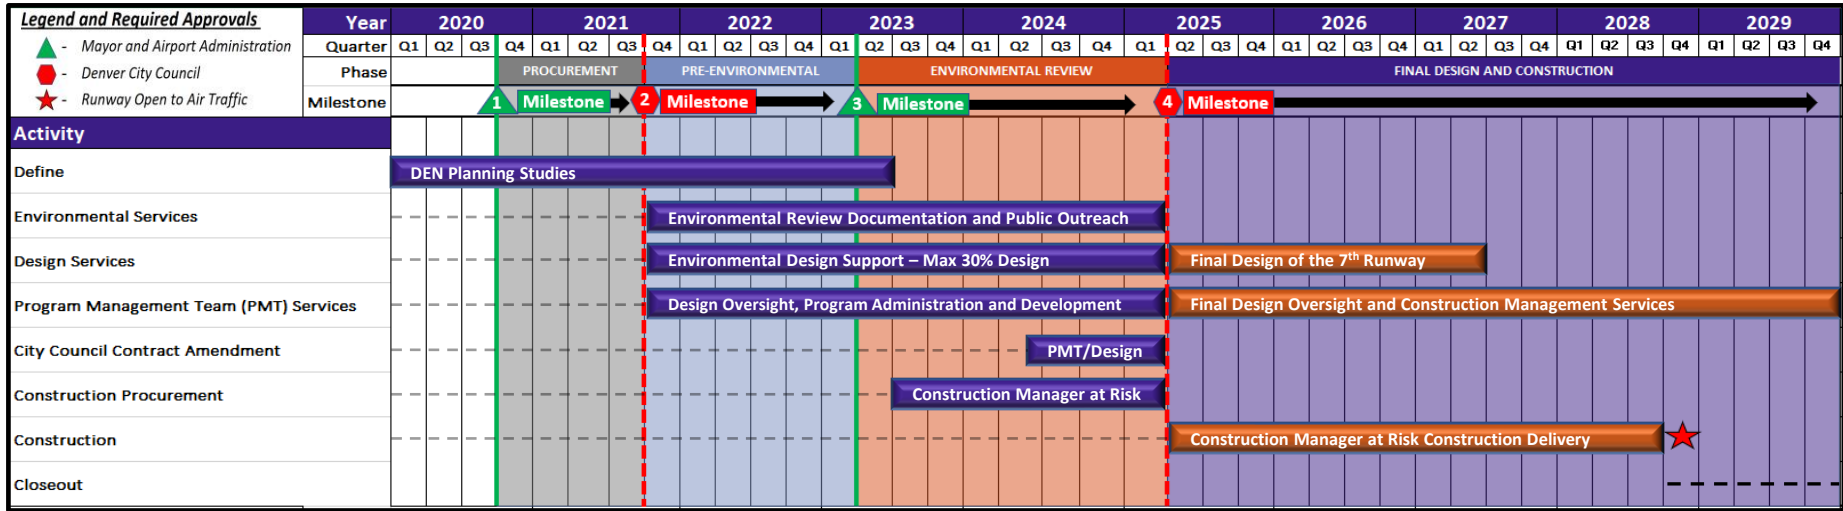 Legend and Required Approvals
- Mayor and Airport Administration
- Denver City Council
- Runway Open to Air Traffic
Year 2020 2021 2022 2023 2024 2025 2026 2027 2028 2029
Quarter Q1 Q2 Q3 Q4 Q1 Q2 Q3 Q4 Q1 Q2 Q3 Q4 Q1 Q2 Q3 Q4 Q1 Q2 Q3 Q4 Q1 Q2 Q3 Q4 Q1 Q2 Q3 Q4 Q1 Q2 Q3 Q4 Q1 Q2 Q3 Q4 Q1 Q2 Q3 Q4
Phase PROCUREMENT PRE-ENVIRONMENTAL ENVIRONMENTAL REVIEW FINAL DESIGN AND CONSTRUCTION
Milestone 1 Milestone 2 Milestone 3 Milestone 4 Milestone
Activity
Define DEN Planning Studies
Environmental Services Environmental Review Documentation and Public Outreach
Design Services Environmental Design Support – Max 30% Design Final Design of the 7th Runway
Program Management Team (PMT) Services Design Oversight, Program Administration and Development Final Design Oversight and Construction Management Services
City Council Contract Amendment PMT/Design
Construction Procurement Construction Manager at Risk
Construction Construction Manager at Risk Construction Delivery
Closeout